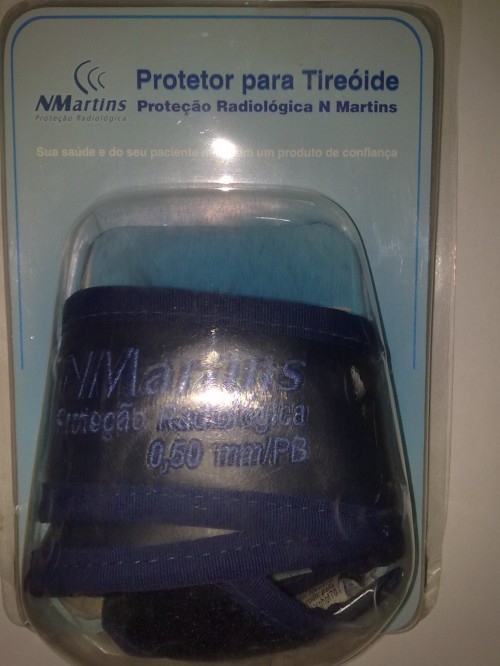 NMartins
Proteção Radiológica
Protetor para Tireóide
Proteção Radiológica N Martins
Sua saúde e do seu paciente um produto de confiança
NMartins
Proteção Radiológica
0,50 mm/PB